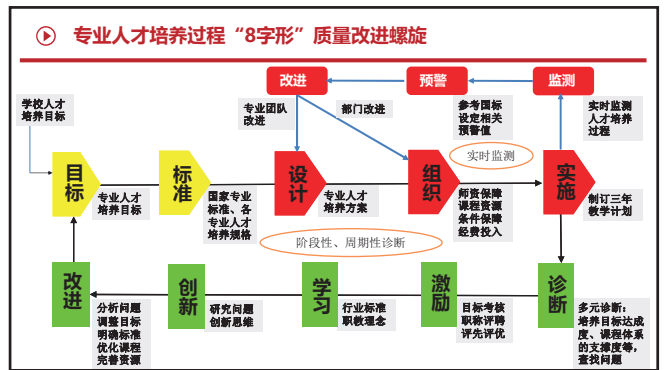 专业人才培养过程“8字形”质量改进螺旋
改进
预警
监测
学校人才
培养目标
专业团队
改进
部门改进
参考国标
设定相关
预警值
实时监测
人才培养
过程
实时监测
目标
标准
设计
组织
实施
专业人才
培养目标
国家专业
标准、各
专业人才
培养规格
专业人才
培养方案
师资保障
课程资源
条件保障
经费投入
制订三年
教学计划
阶段性、周期性诊断
改进
创新
学习
激励
诊断
分析问题
调整目标
明确标准
优化课程
完善资源
研究问题
创新思维
行业标准
职教理念
目标考核
职称评聘
评先评优
多元诊断：
培养目标达成
度、课程体系
的支撑度等，
查找问题